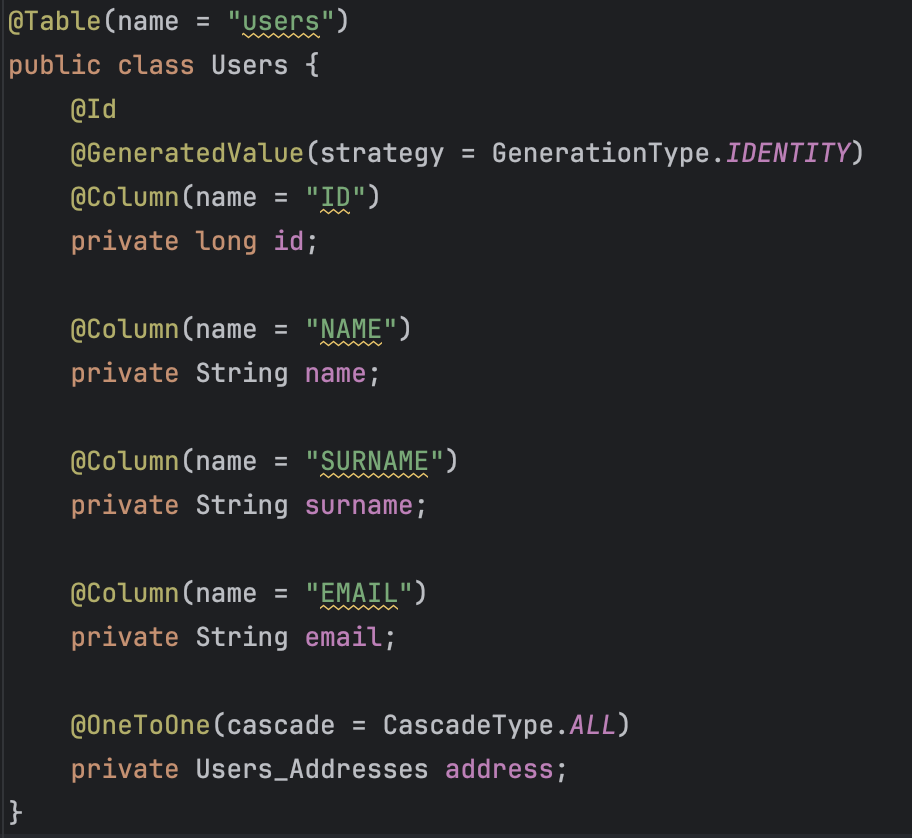 @Table(name = "users")
public class Users {
@Id
@GeneratedValue(strategy = GenerationType.IDENTITY)
@Column(name = "ID")
private long id;
@Column(name = "NAME")
private String name;
@Column(name = "SURNAME")
private String surname;
@Column(name = "EMAIL")
private String email;
@OneToOne(cascade = CascadeType.ALL)
private Users_Addresses address;
}